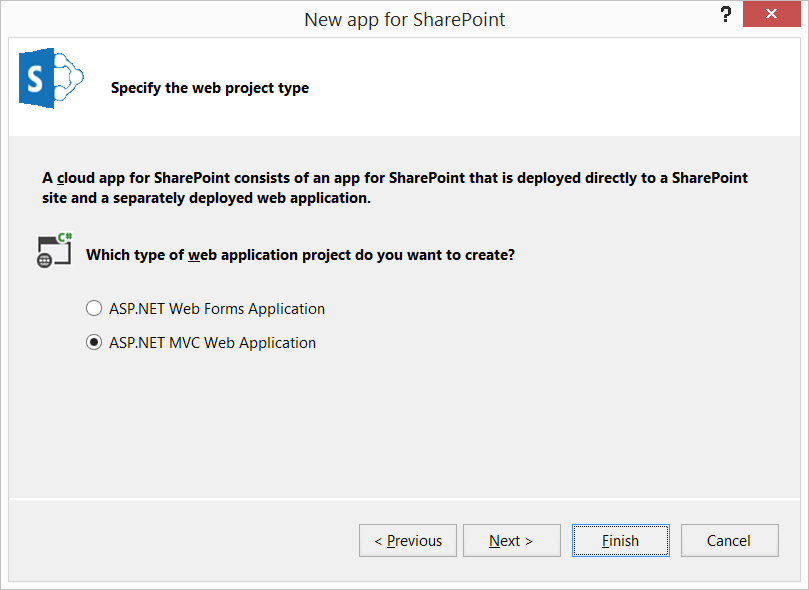 New app for SharePoint
?
S
Specify the web project type
A cloud app for SharePoint consists of an app for SharePoint that is deployed directly to a SharePoint
site and a separately deployed web application.
C#
Which type of web application project do you want to create?
ASP.NET Web Forms Application
ASP.NET MVC Web Application
< Previous
Next >
Finish
Cancel